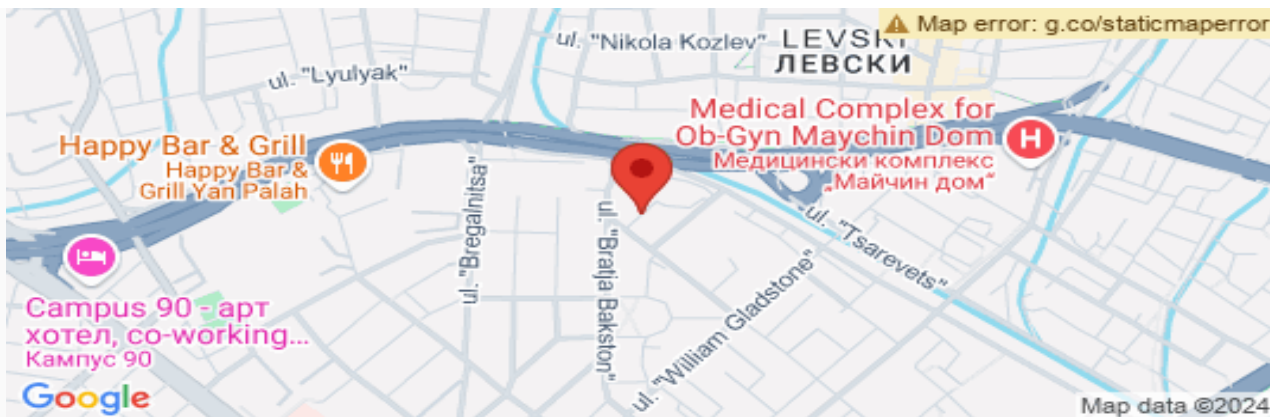 Map error: g.co/staticmaperror
ul. "Nikola Kozlev"
LEVSKI
ЛЕВСКИ
ul. "Lyulyak"
Medical Complex for
Ob-Gyn Maychin Dom
Медицински комплекс
„Майчин дом“
Happy Bar & Grill
Happy Bar &
Grill Yan Palah
ul. "Bregalnitsa"
ul. "Bratja Bakston"
ul. "Tsarevets"
ul. "William Gladstone"
Campus 90 - арт
хотел, co-working...
Кампус 90
Google
Map data ©2024